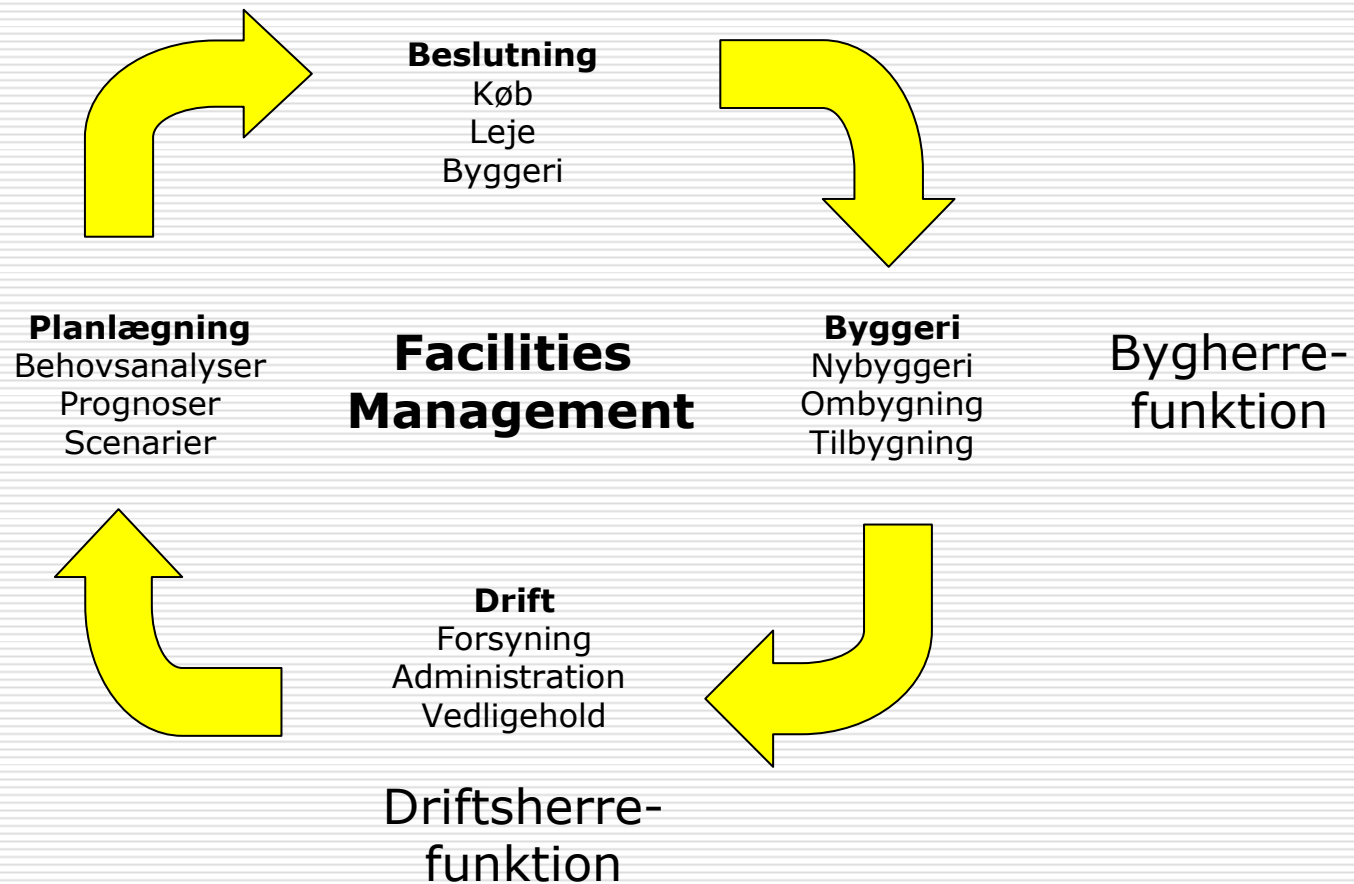 Beslutning
Køb
Leje
Byggeri
Planlægning
Behovsanalyser
Prognoser
Scenarier
Facilities
Management
Byggeri
Nybyggeri
Ombygning
Tilbygning
Bygherre-
funktion
Drift
Forsyning
Administration
Vedligehold
Driftsherre-
funktion